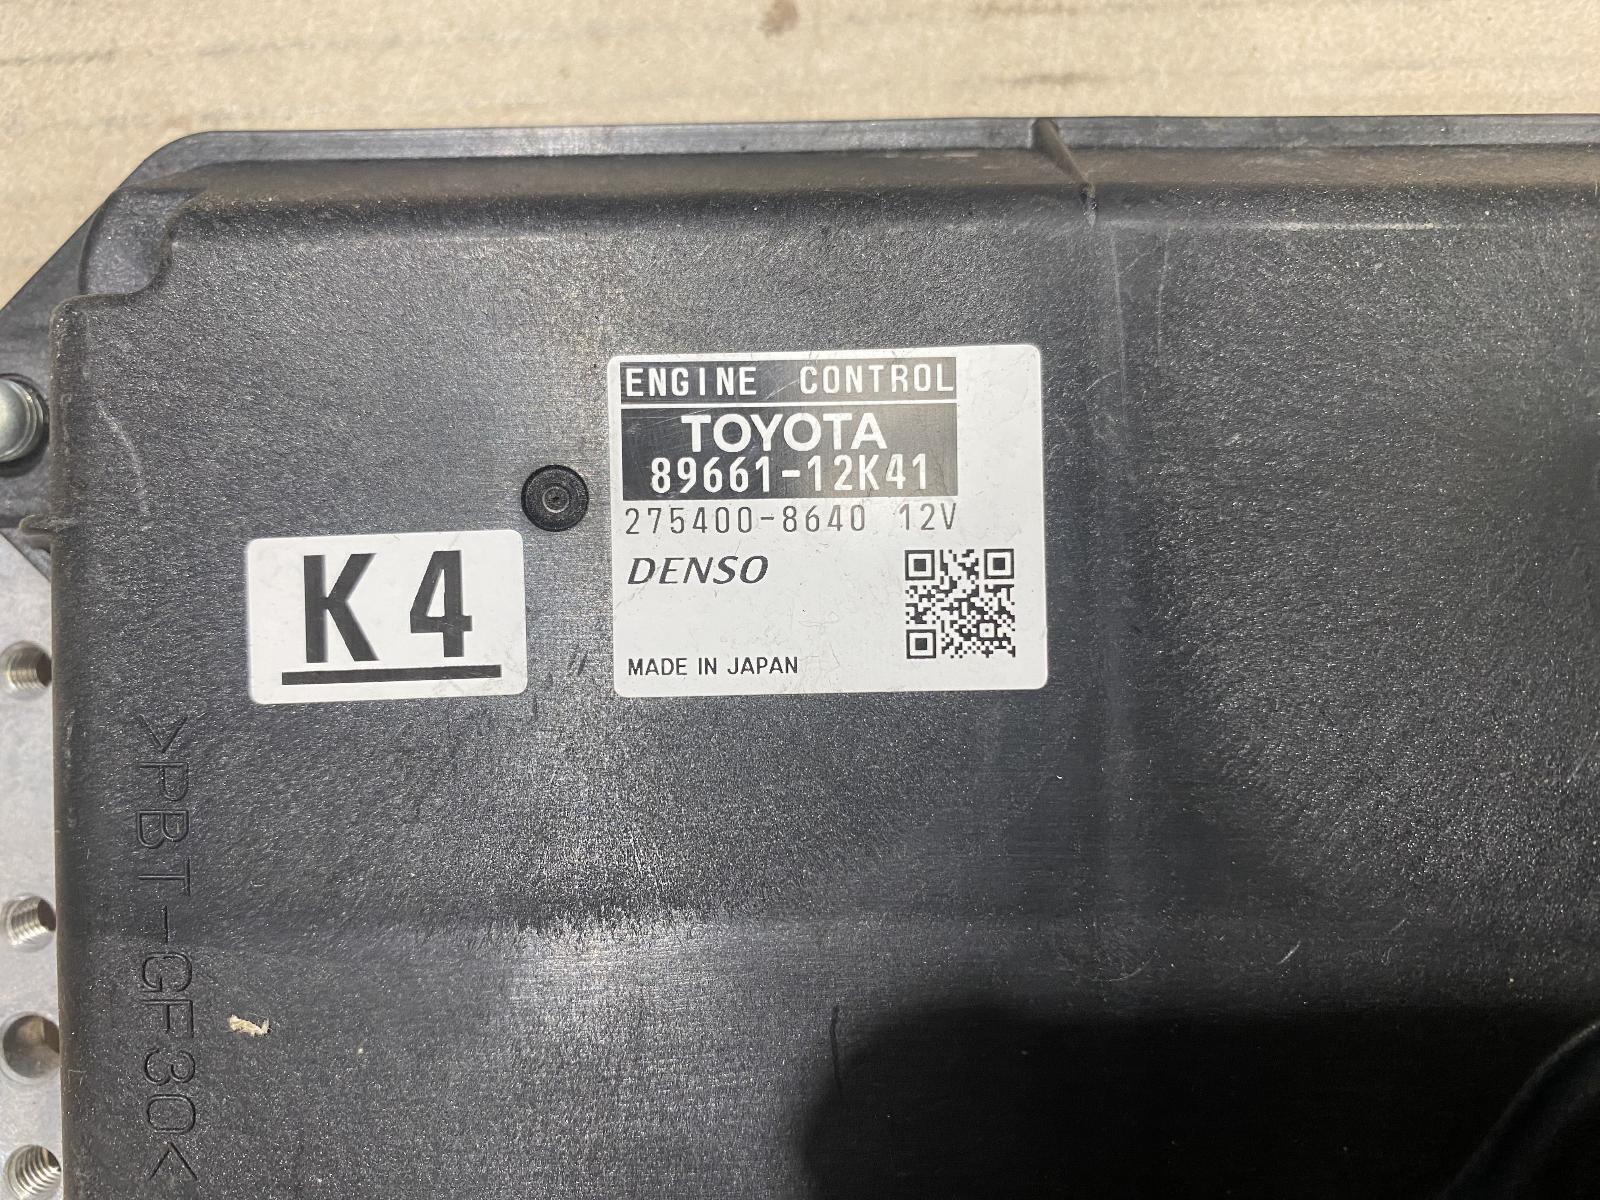 ENGINE CONTROL
TOYOTA
89661-12K41
275400-8640 12V
DENSO
MADE IN JAPAN
K4
>PBT-GF30<